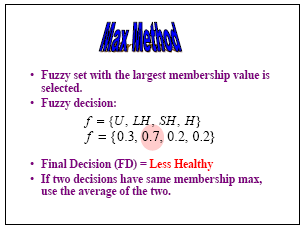 Max Method
• Fuzzy set with the largest membership value is
selected.
• Fuzzy decision:
f = {U, LH, SH, H}
f = {0.3, 0.7, 0.2, 0.2}
• Final Decision (FD) = Less Healthy
• If two decisions have same membership max,
use the average of the two.